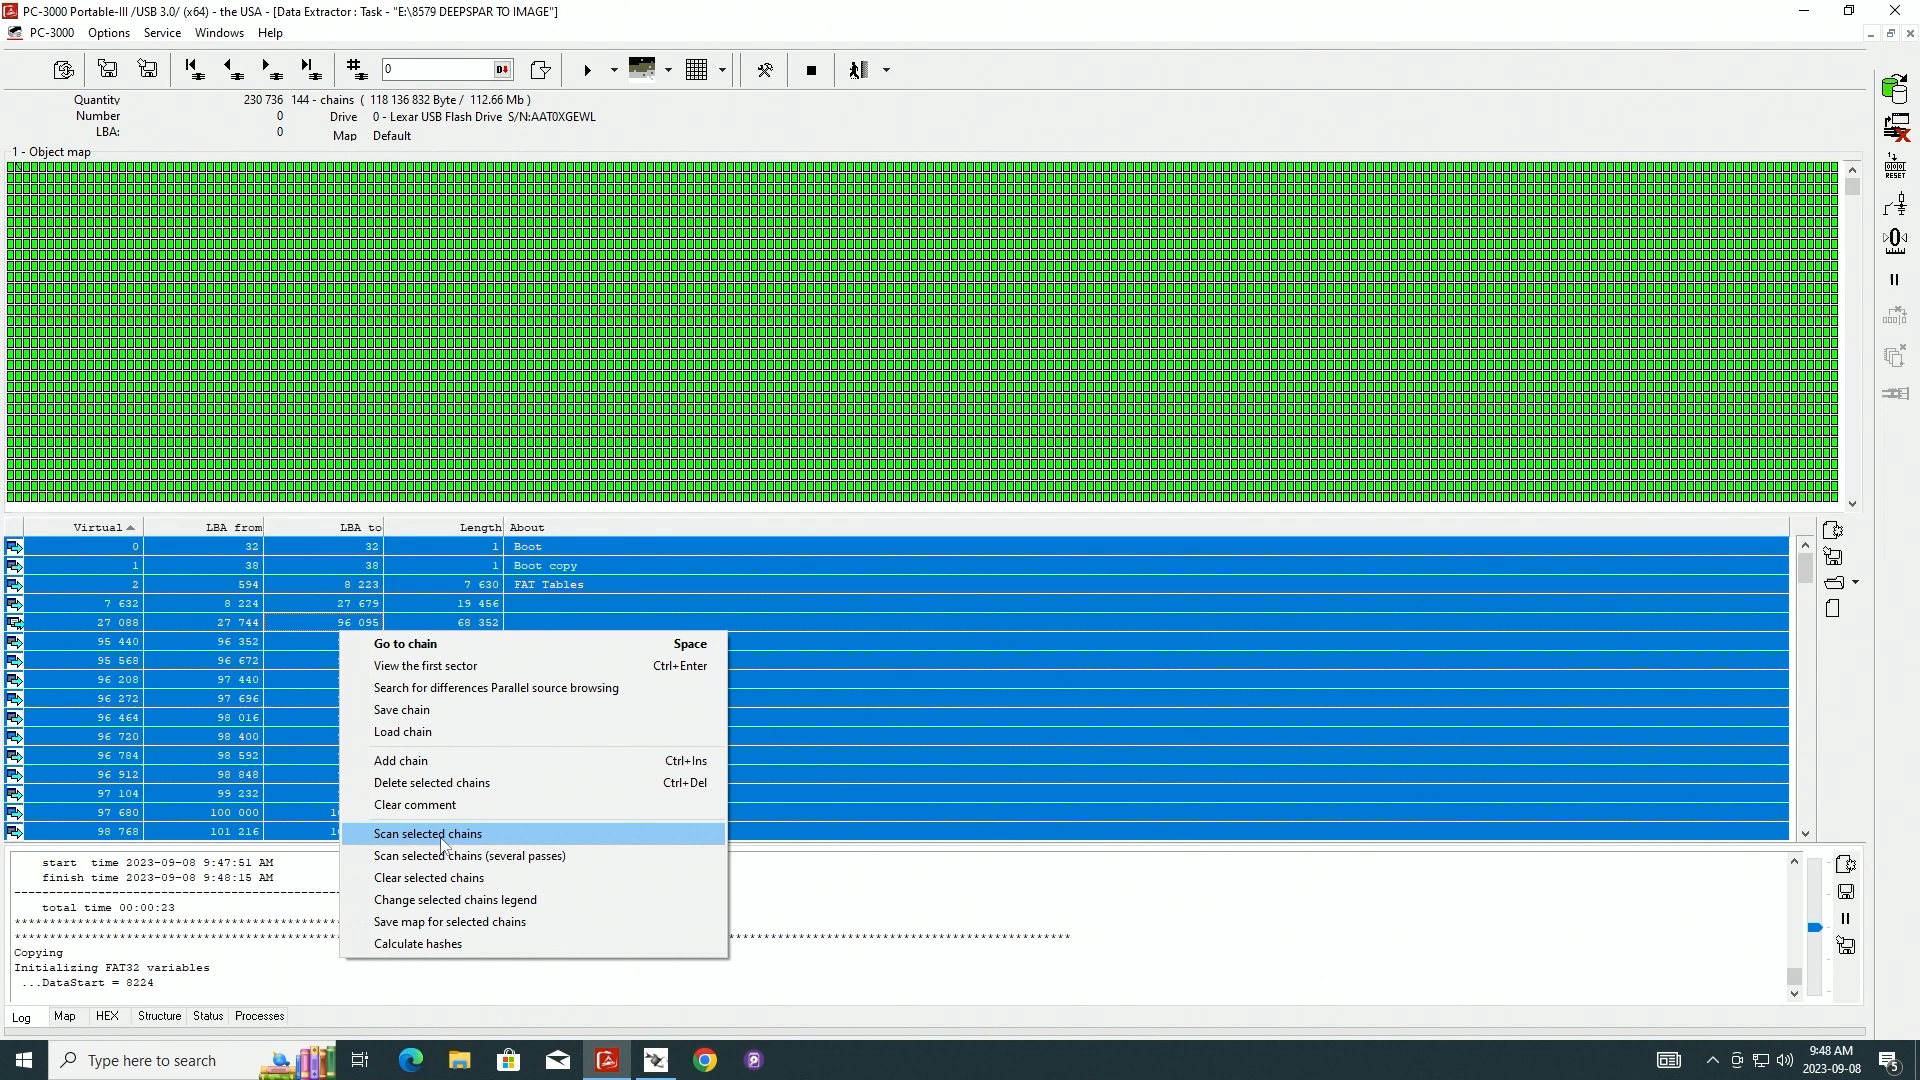 PC-3000 Portable-III /USB 3.0/ (x64) - the USA - [Data Extractor : Task - "E:\8579 DEEPSPAR TO IMAGE"]
PC-3000 Options Service Windows Help
0
Quantity 230 736 144 - chains ( 118 136 832 Byte / 112.66 Mb )
Number 0 Drive 0 - Lexar USB Flash Drive S/N:AAT0XGEWL
LBA: 0 Map Default
1 - Object map
RESET
Virtual LBA from LBA to Length About
0 32 32 1 Boot
1 38 38 1 Boot copy
2 594 8 223 7 630 FAT Tables
7 632 8 224 27 679 19 456
27 088 27 744 96 095 68 352
95 440 96 352
95 568 96 672
96 208 97 440
96 272 97 696
96 464 98 016
96 720 98 400
96 784 98 592
96 912 98 848
97 104 99 232
97 680 100 000
98 768 101 216
Go to chain Space
View the first sector Ctrl+Enter
Search for differences Parallel source browsing
Save chain
Load chain
Add chain Ctrl+Ins
Delete selected chains Ctrl+Del
Clear comment
Scan selected chains
Scan selected chains (several passes)
Clear selected chains
Change selected chains legend
Save map for selected chains
Calculate hashes
start time 2023-09-08 9:47:51 AM
finish time 2023-09-08 9:48:15 AM
total time 00:00:23
Copying
Initializing FAT32 variables
...DataStart = 8224
Log Map HEX Structure Status Processes
Type here to search
9:48 AM
2023-09-08
5